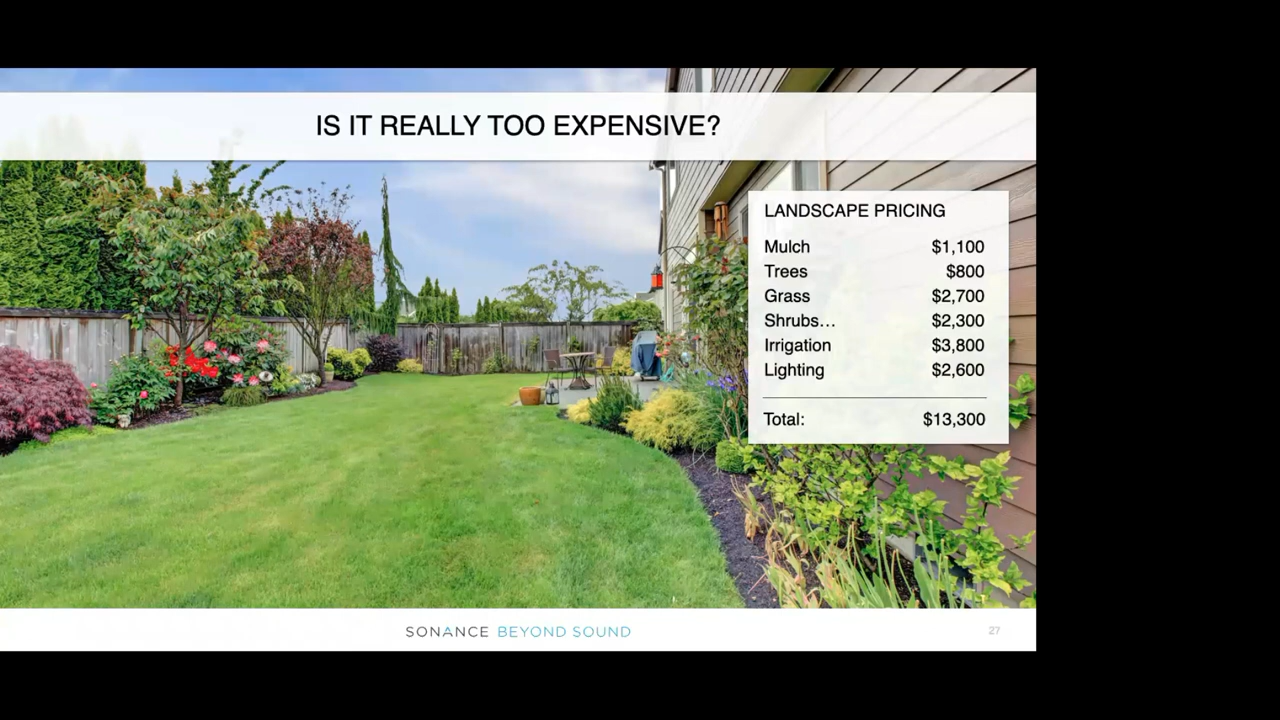 IS IT REALLY TOO EXPENSIVE?
LANDSCAPE PRICING
Mulch $1,100
Trees $800
Grass $2,700
Shrubs… $2,300
Irrigation $3,800
Lighting $2,600
Total: $13,300
SONANCE BEYOND SOUND
27